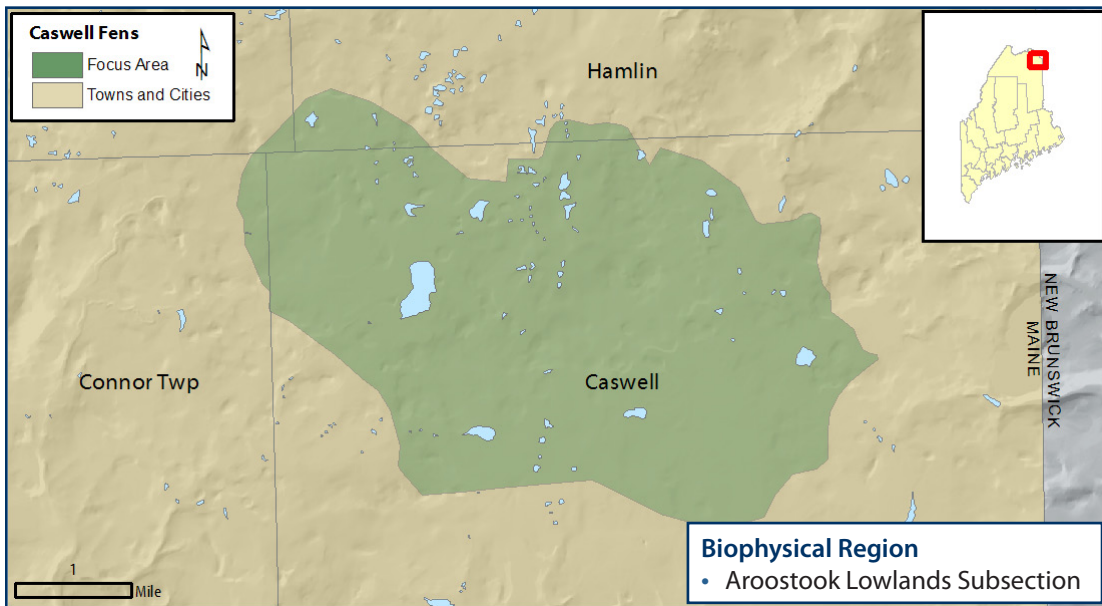 Caswell Fens
N
Focus Area
Towns and Cities
Hamlin
Connor Twp
Caswell
NEW BRUNSWICK
MAINE
1
Mile
Biophysical Region
• Aroostook Lowlands Subsection